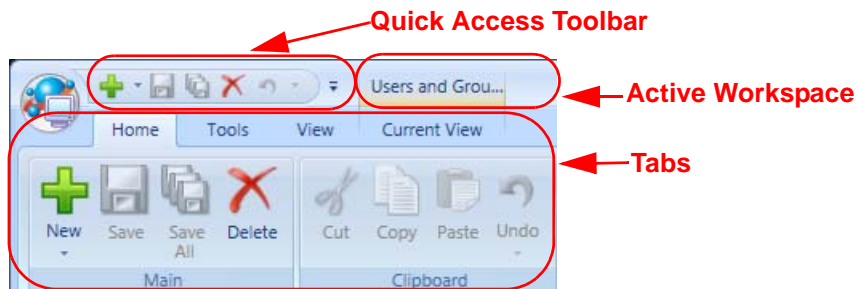 Quick Access Toolbar
Users and Grou...
Active Workspace
Home Tools View Current View
Tabs
New Save Save All Delete Cut Copy Paste Undo
Main Clipboard